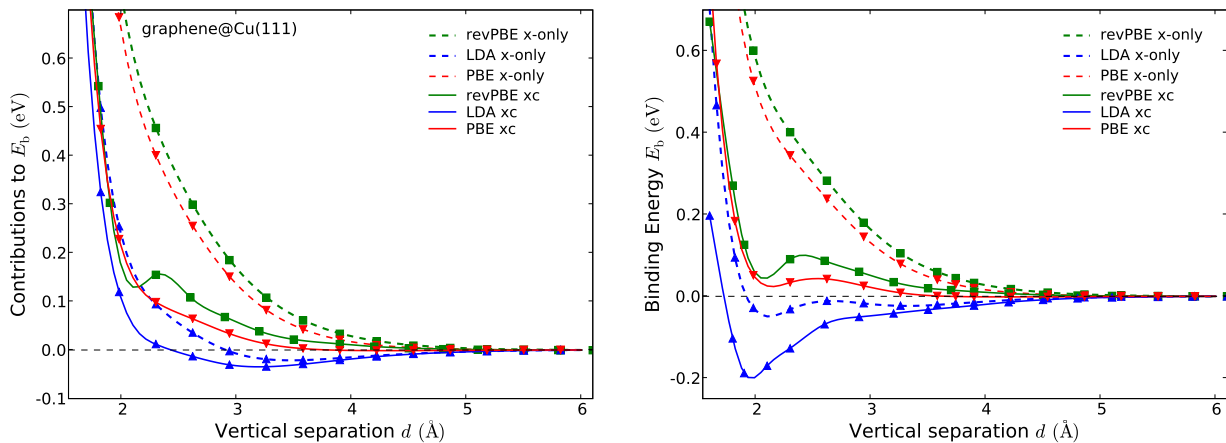 graphene@Cu(111)
revPBE x-only
LDA x-only
PBE x-only
revPBE xc
LDA xc
PBE xc
0.6
0.5
0.4
0.3
0.2
0.1
0.0
-0.1
2 3 4 5 6
Contributions to E_b (eV)
Vertical separation d (Å)
revPBE x-only
LDA x-only
PBE x-only
revPBE xc
LDA xc
PBE xc
0.6
0.4
0.2
0.0
-0.2
2 3 4 5 6
Binding Energy E_b (eV)
Vertical separation d (Å)